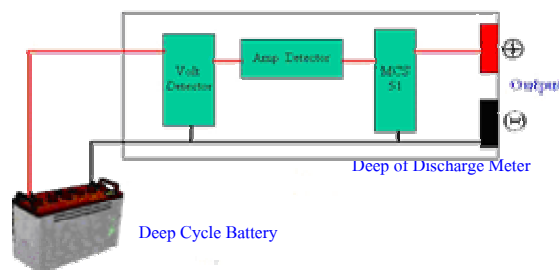 Volt
Detector
Amp Detector
MCS
51
Output
Deep of Discharge Meter
Deep Cycle Battery